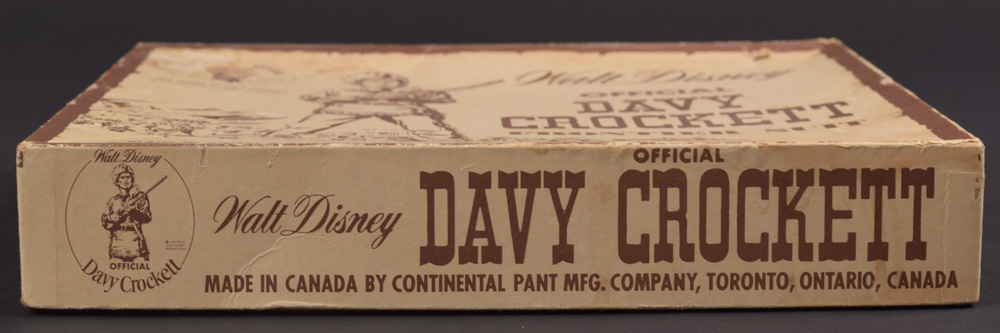 Walt Disney
OFFICIAL
DAVY
CROCKETT
Walt Disney
OFFICIAL
Davy Crockett
Walt Disney
OFFICIAL
DAVY CROCKETT
MADE IN CANADA BY CONTINENTAL PANT MFG. COMPANY, TORONTO, ONTARIO, CANADA